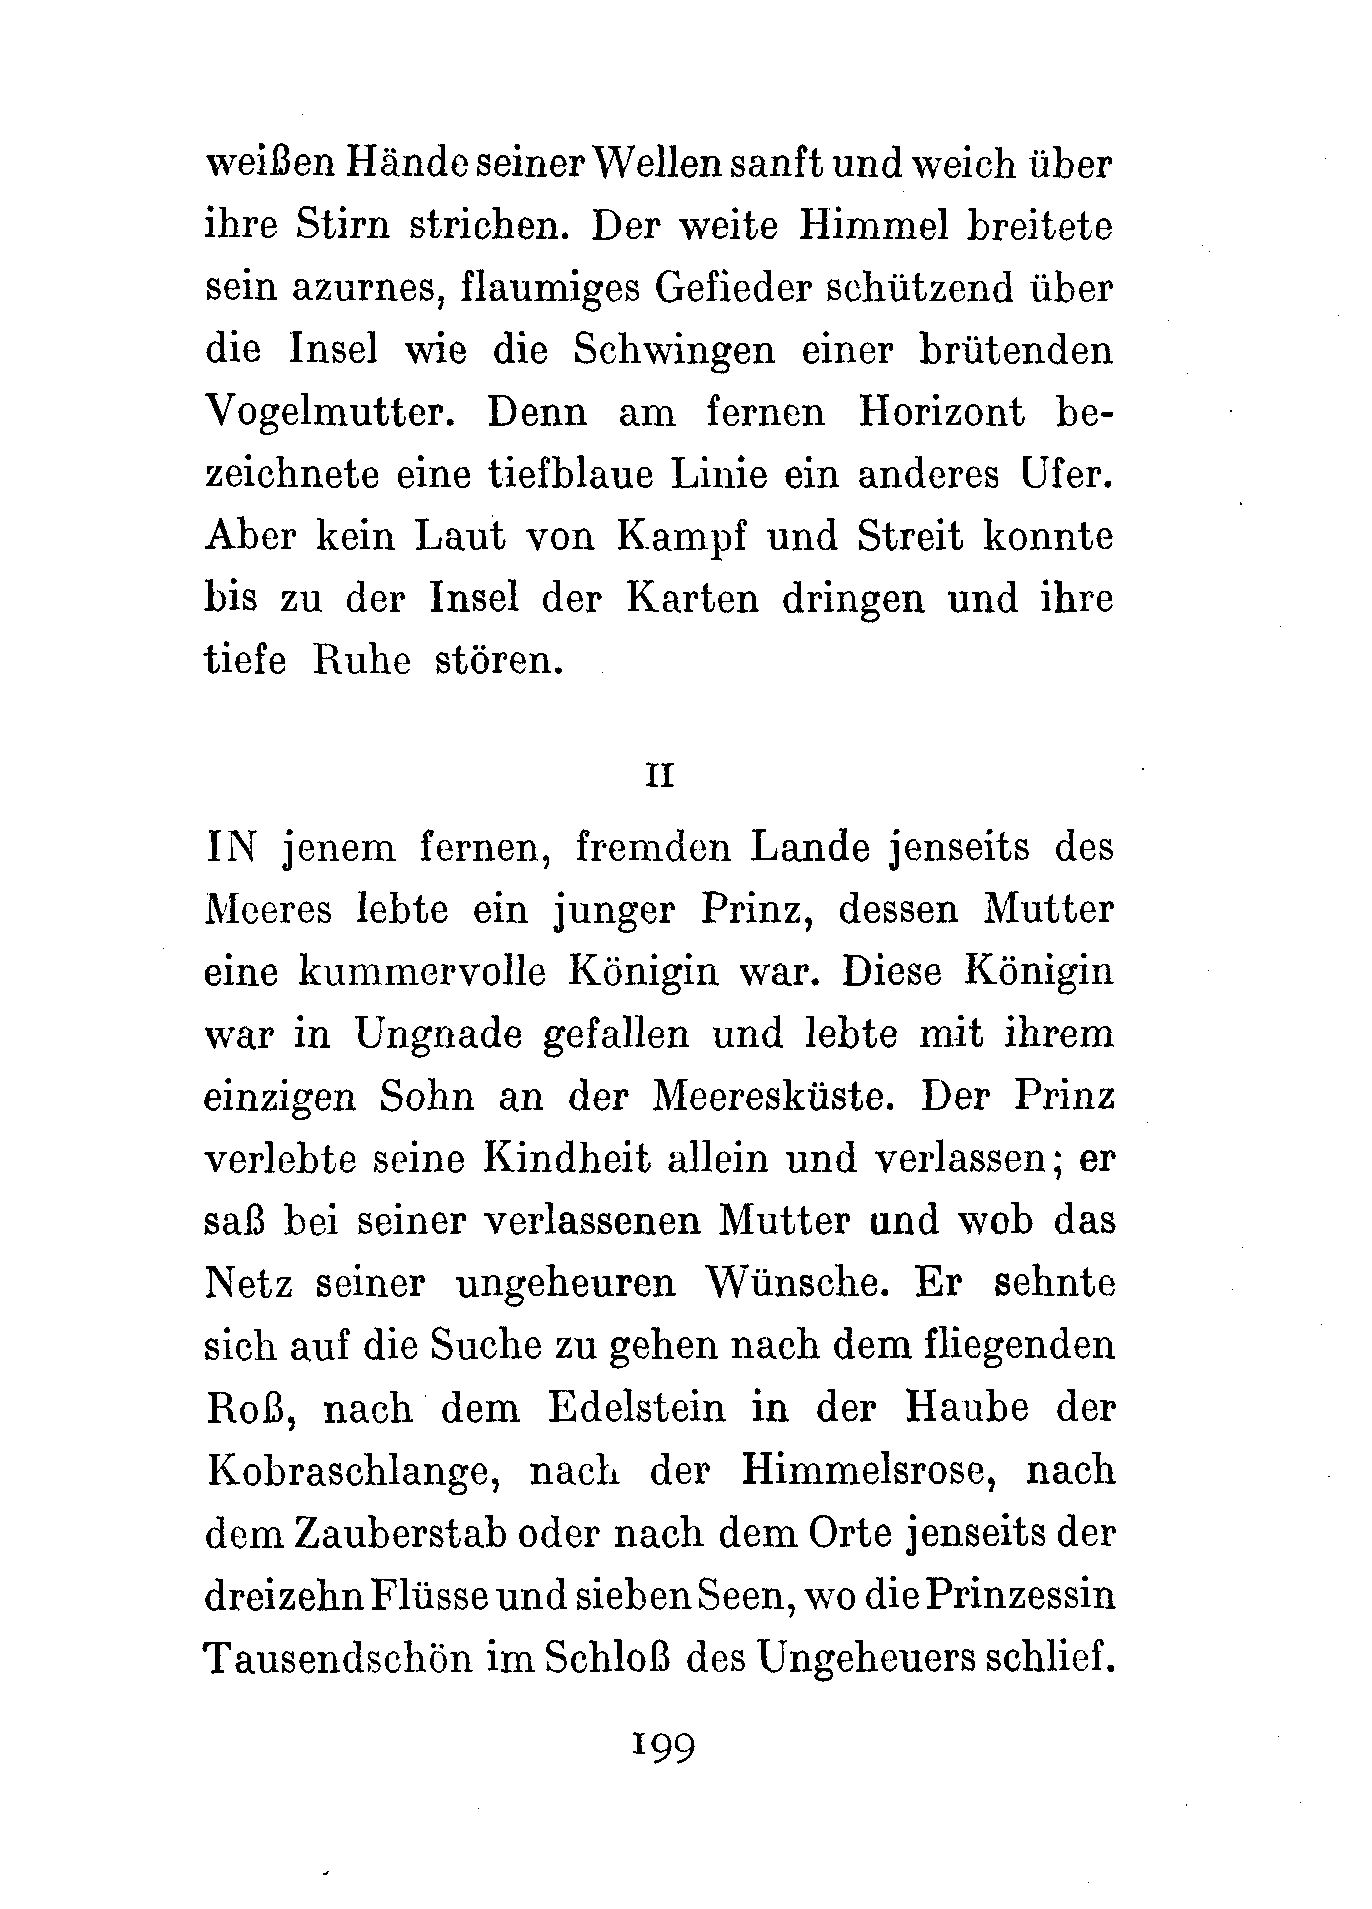 weißen Hände seiner Wellen sanft und weich über
ihre Stirn strichen. Der weite Himmel breitete
sein azurnes, flaumiges Gefieder schützend über
die Insel wie die Schwingen einer brütenden
Vogelmutter. Denn am fernen Horizont be-
zeichnete eine tiefblaue Linie ein anderes Ufer.
Aber kein Laut von Kampf und Streit konnte
bis zu der Insel der Karten dringen und ihre
tiefe Ruhe stören.
II
IN jenem fernen, fremden Lande jenseits des
Meeres lebte ein junger Prinz, dessen Mutter
eine kummervolle Königin war. Diese Königin
war in Ungnade gefallen und lebte mit ihrem
einzigen Sohn an der Meeresküste. Der Prinz
verlebte seine Kindheit allein und verlassen; er
saß bei seiner verlassenen Mutter und wob das
Netz seiner ungeheuren Wünsche. Er sehnte
sich auf die Suche zu gehen nach dem fliegenden
Roß, nach dem Edelstein in der Haube der
Kobraschlange, nach der Himmelsrose, nach
dem Zauberstab oder nach dem Orte jenseits der
dreizehn Flüsse und sieben Seen, wo die Prinzessin
Tausendschön im Schloß des Ungeheuers schlief.
199